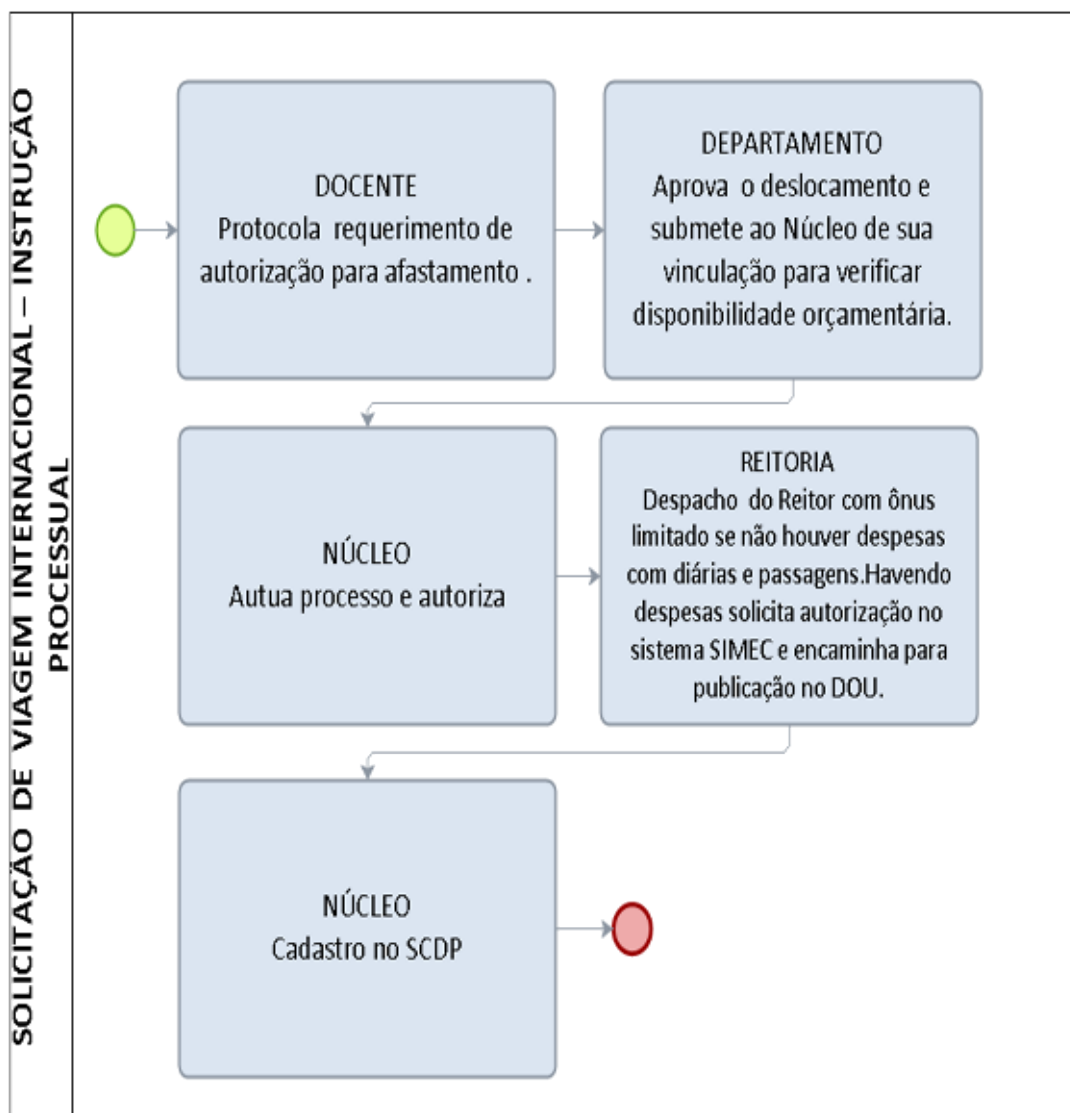 SOLICITAÇÃO DE VIAGEM INTERNACIONAL – INSTRUÇÃO
PROCESSUAL
DOCENTE
Protocola requerimento de
autorização para afastamento .
DEPARTAMENTO
Aprova o deslocamento e
submete ao Núcleo de sua
vinculação para verificar
disponibilidade orçamentária.
NÚCLEO
Autua processo e autoriza
REITORIA
Despacho do Reitor com ônus
limitado se não houver despesas
com diárias e passagens.Havendo
despesas solicita autorização no
sistema SIMEC e encaminha para
publicação no DOU.
NÚCLEO
Cadastro no SCDP